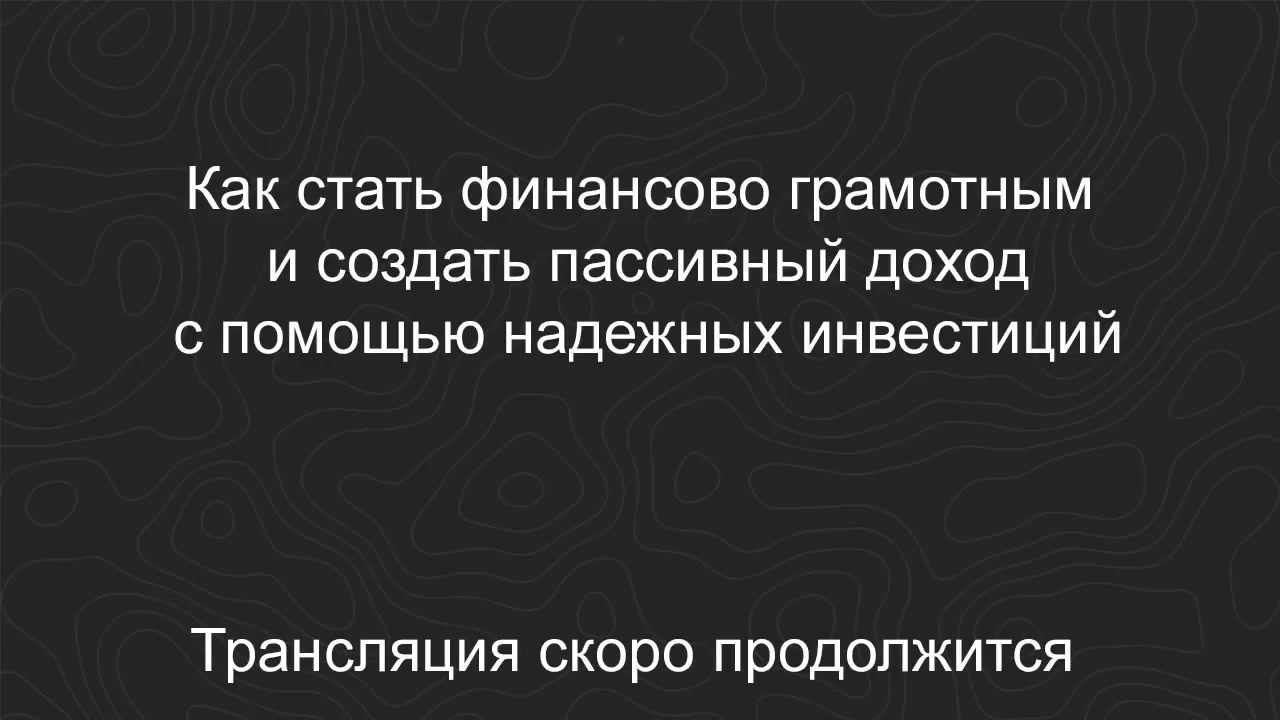 Как стать финансово грамотным
и создать пассивный доход
с помощью надежных инвестиций
Трансляция скоро продолжится